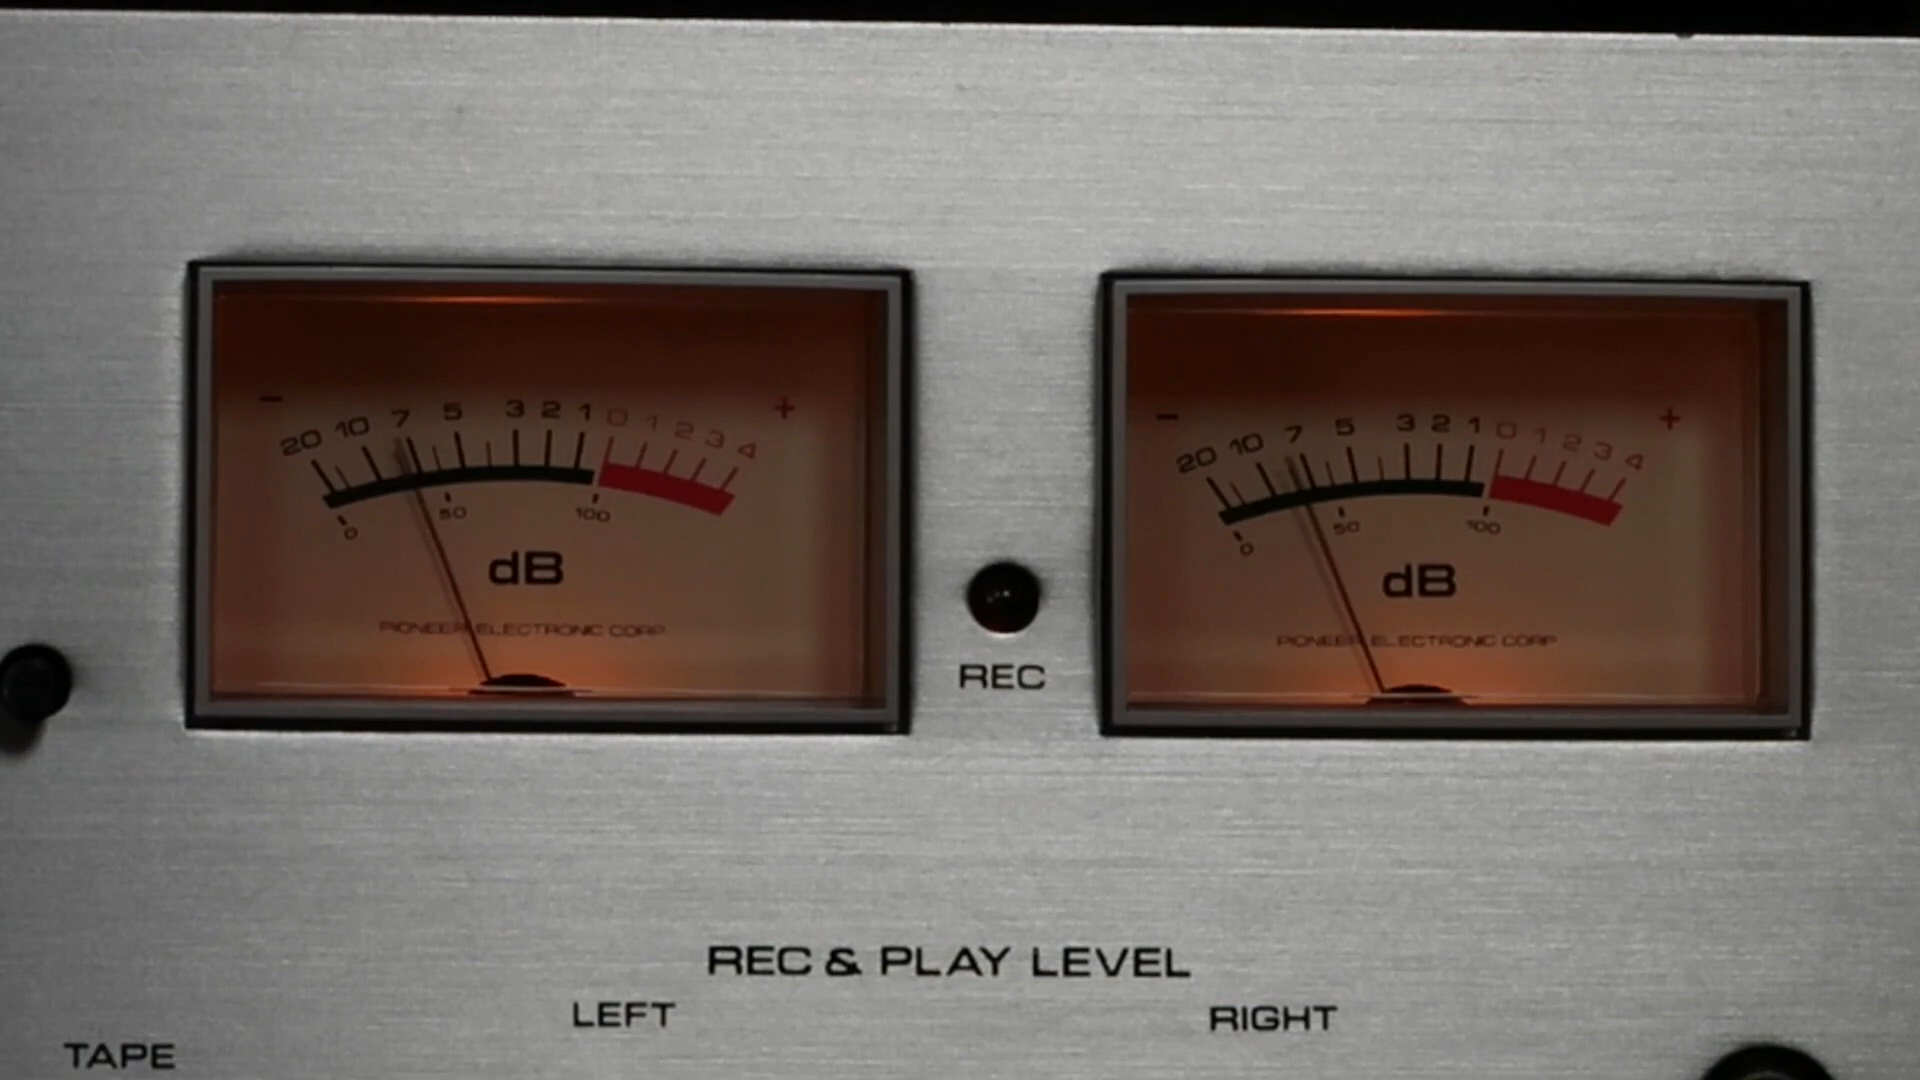 − +
20 10 7 5 3 2 1 0 1 2 3 4
0 50 100
dB
PIONEER ELECTRONIC CORP
− +
20 10 7 5 3 2 1 0 1 2 3 4
0 50 100
dB
PIONEER ELECTRONIC CORP
REC
REC & PLAY LEVEL
LEFT RIGHT
TAPE